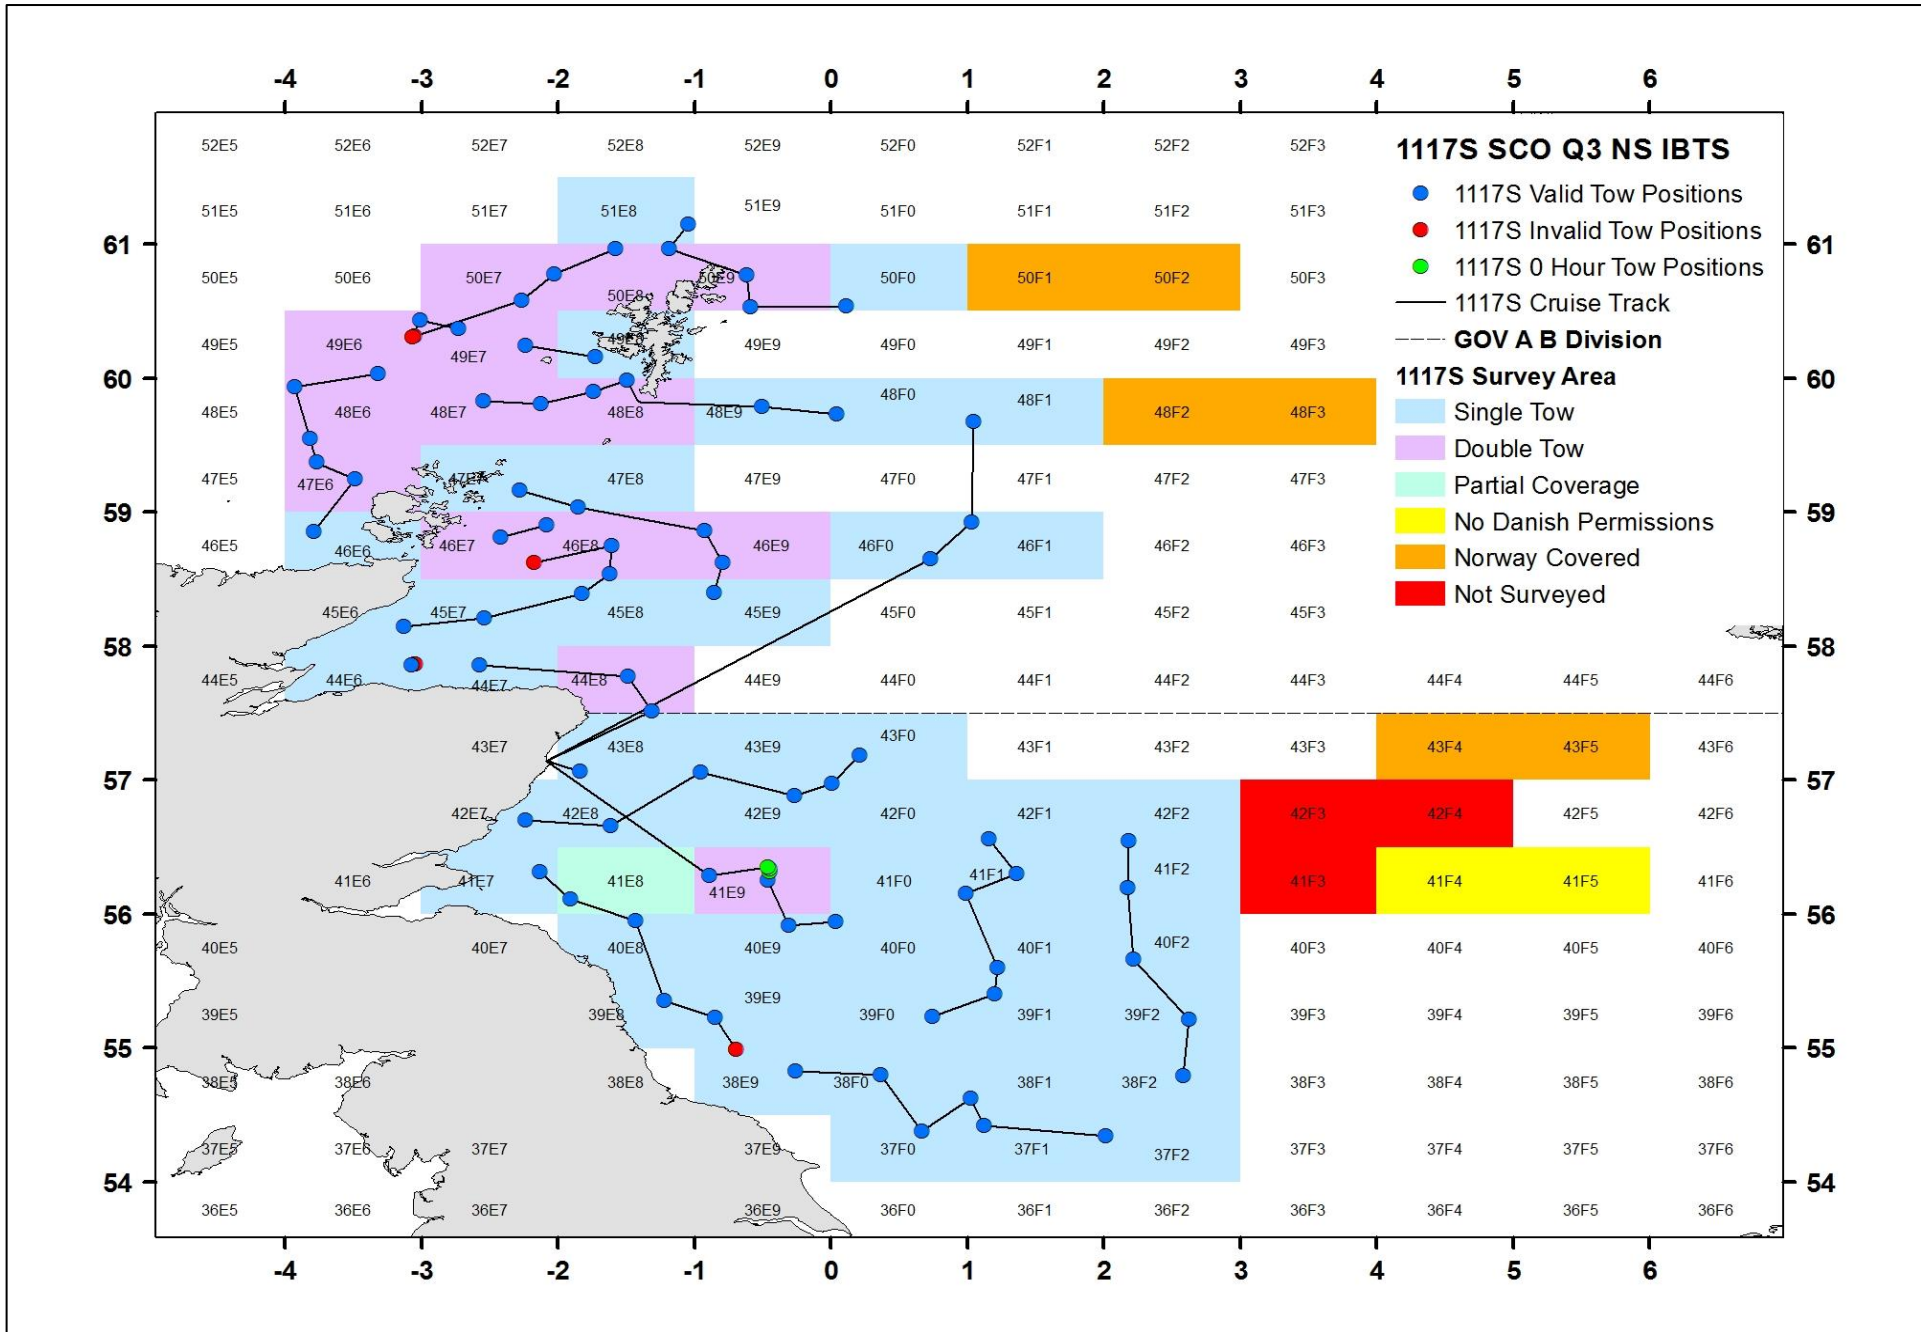 -4 -3 -2 -1 0 1 2 3 4 5 6
52E5 52E6 52E7 52E8 52E9 52F0 52F1 52F2 52F3
1117S SCO Q3 NS IBTS
1117S Valid Tow Positions
51E5 51E6 51E7 51E8 51E9 51F0 51F1 51F2 51F3
1117S Invalid Tow Positions
61 61
1117S 0 Hour Tow Positions
50E5 50E6 50E7 50E8 50E9 50F0 50F1 50F2 50F3
1117S Cruise Track
GOV A B Division
49E5 49E6 49E7 49E8 49E9 49F0 49F1 49F2 49F3
1117S Survey Area
60 60
48E5 48E6 48E7 48E8 48E9 48F0 48F1 48F2 48F3
Single Tow
Double Tow
47E5 47E6 47E7 47E8 47E9 47F0 47F1 47F2 47F3
Partial Coverage
59 59
No Danish Permissions
46E5 46E6 46E7 46E8 46E9 46F0 46F1 46F2 46F3
Norway Covered
Not Surveyed
45E6 45E7 45E8 45E9 45F0 45F1 45F2 45F3
58 58
44E5 44E6 44E7 44E8 44E9 44F0 44F1 44F2 44F3 44F4 44F5 44F6
43E7 43E8 43E9 43F0 43F1 43F2 43F3 43F4 43F5 43F6
57 57
42E7 42E8 42E9 42F0 42F1 42F2 42F3 42F4 42F5 42F6
41E6 41E7 41E8 41E9 41F0 41F1 41F2 41F3 41F4 41F5 41F6
56 56
40E5 40E7 40E8 40E9 40F0 40F1 40F2 40F3 40F4 40F5 40F6
39E5 39E8 39E9 39F0 39F1 39F2 39F3 39F4 39F5 39F6
55 55
38E5 38E6 38E8 38E9 38F0 38F1 38F2 38F3 38F4 38F5 38F6
37E5 37E6 37E7 37E9 37F0 37F1 37F2 37F3 37F4 37F5 37F6
54 54
36E5 36E6 36E7 36E9 36F0 36F1 36F2 36F3 36F4 36F5 36F6
-4 -3 -2 -1 0 1 2 3 4 5 6